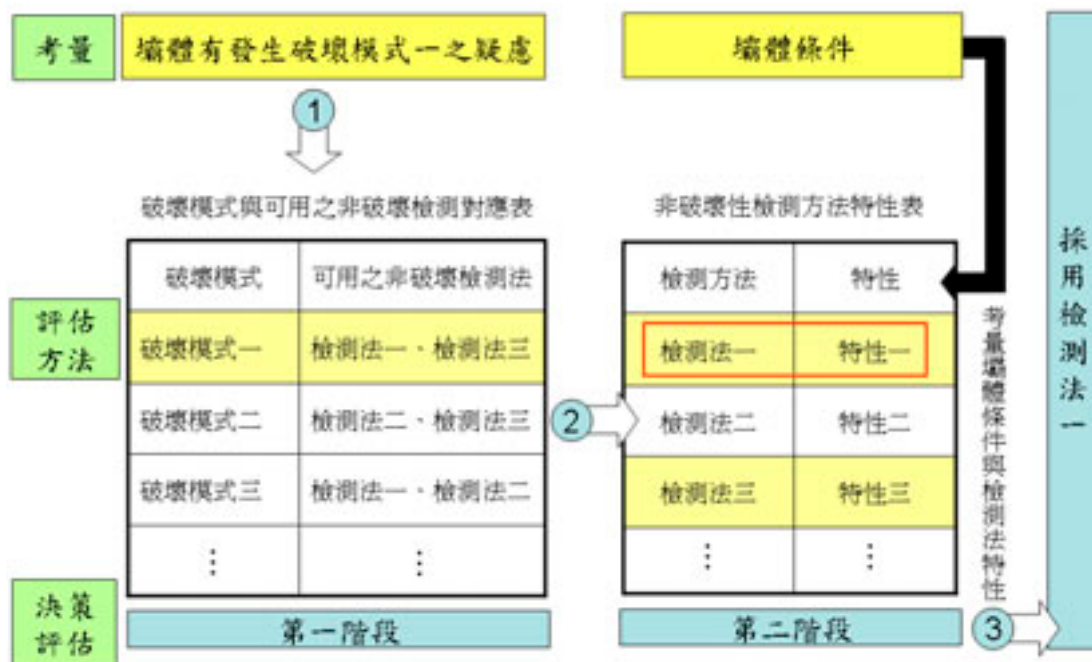 考量
壩體有發生破壞模式一之疑慮
壩體條件
1
破壞模式與可用之非破壞檢測對應表
非破壞性檢測方法特性表
破壞模式
可用之非破壞檢測法
檢測方法
特性
評估
方法
破壞模式一
檢測法一、檢測法三
檢測法一
特性一
2
破壞模式二
檢測法二、檢測法三
檢測法二
特性二
破壞模式三
檢測法一、檢測法二
檢測法三
特性三
⋮
⋮
⋮
⋮
決策
評估
第一階段
第二階段
考量壩體條件與檢測法特性
3
採用檢測法一